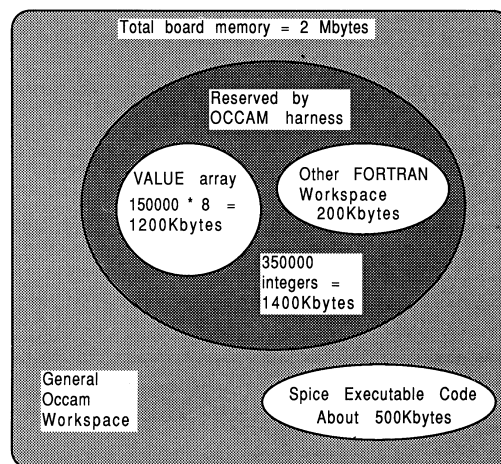 Total board memory = 2 Mbytes
Reserved by
OCCAM harness
VALUE array
150000 * 8 =
1200Kbytes
Other FORTRAN
Workspace
200Kbytes
350000
integers =
1400Kbytes
General
Occam
Workspace
Spice Executable Code
About 500Kbytes